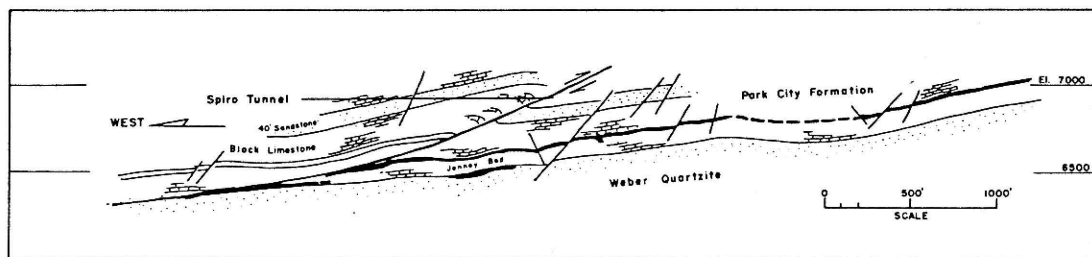 El. 7000
Park City Formation
Spiro Tunnel
WEST
40' Sandstone
Black Limestone
Jenney Bed
Weber Quartzite
6500
0 500' 1000'
SCALE